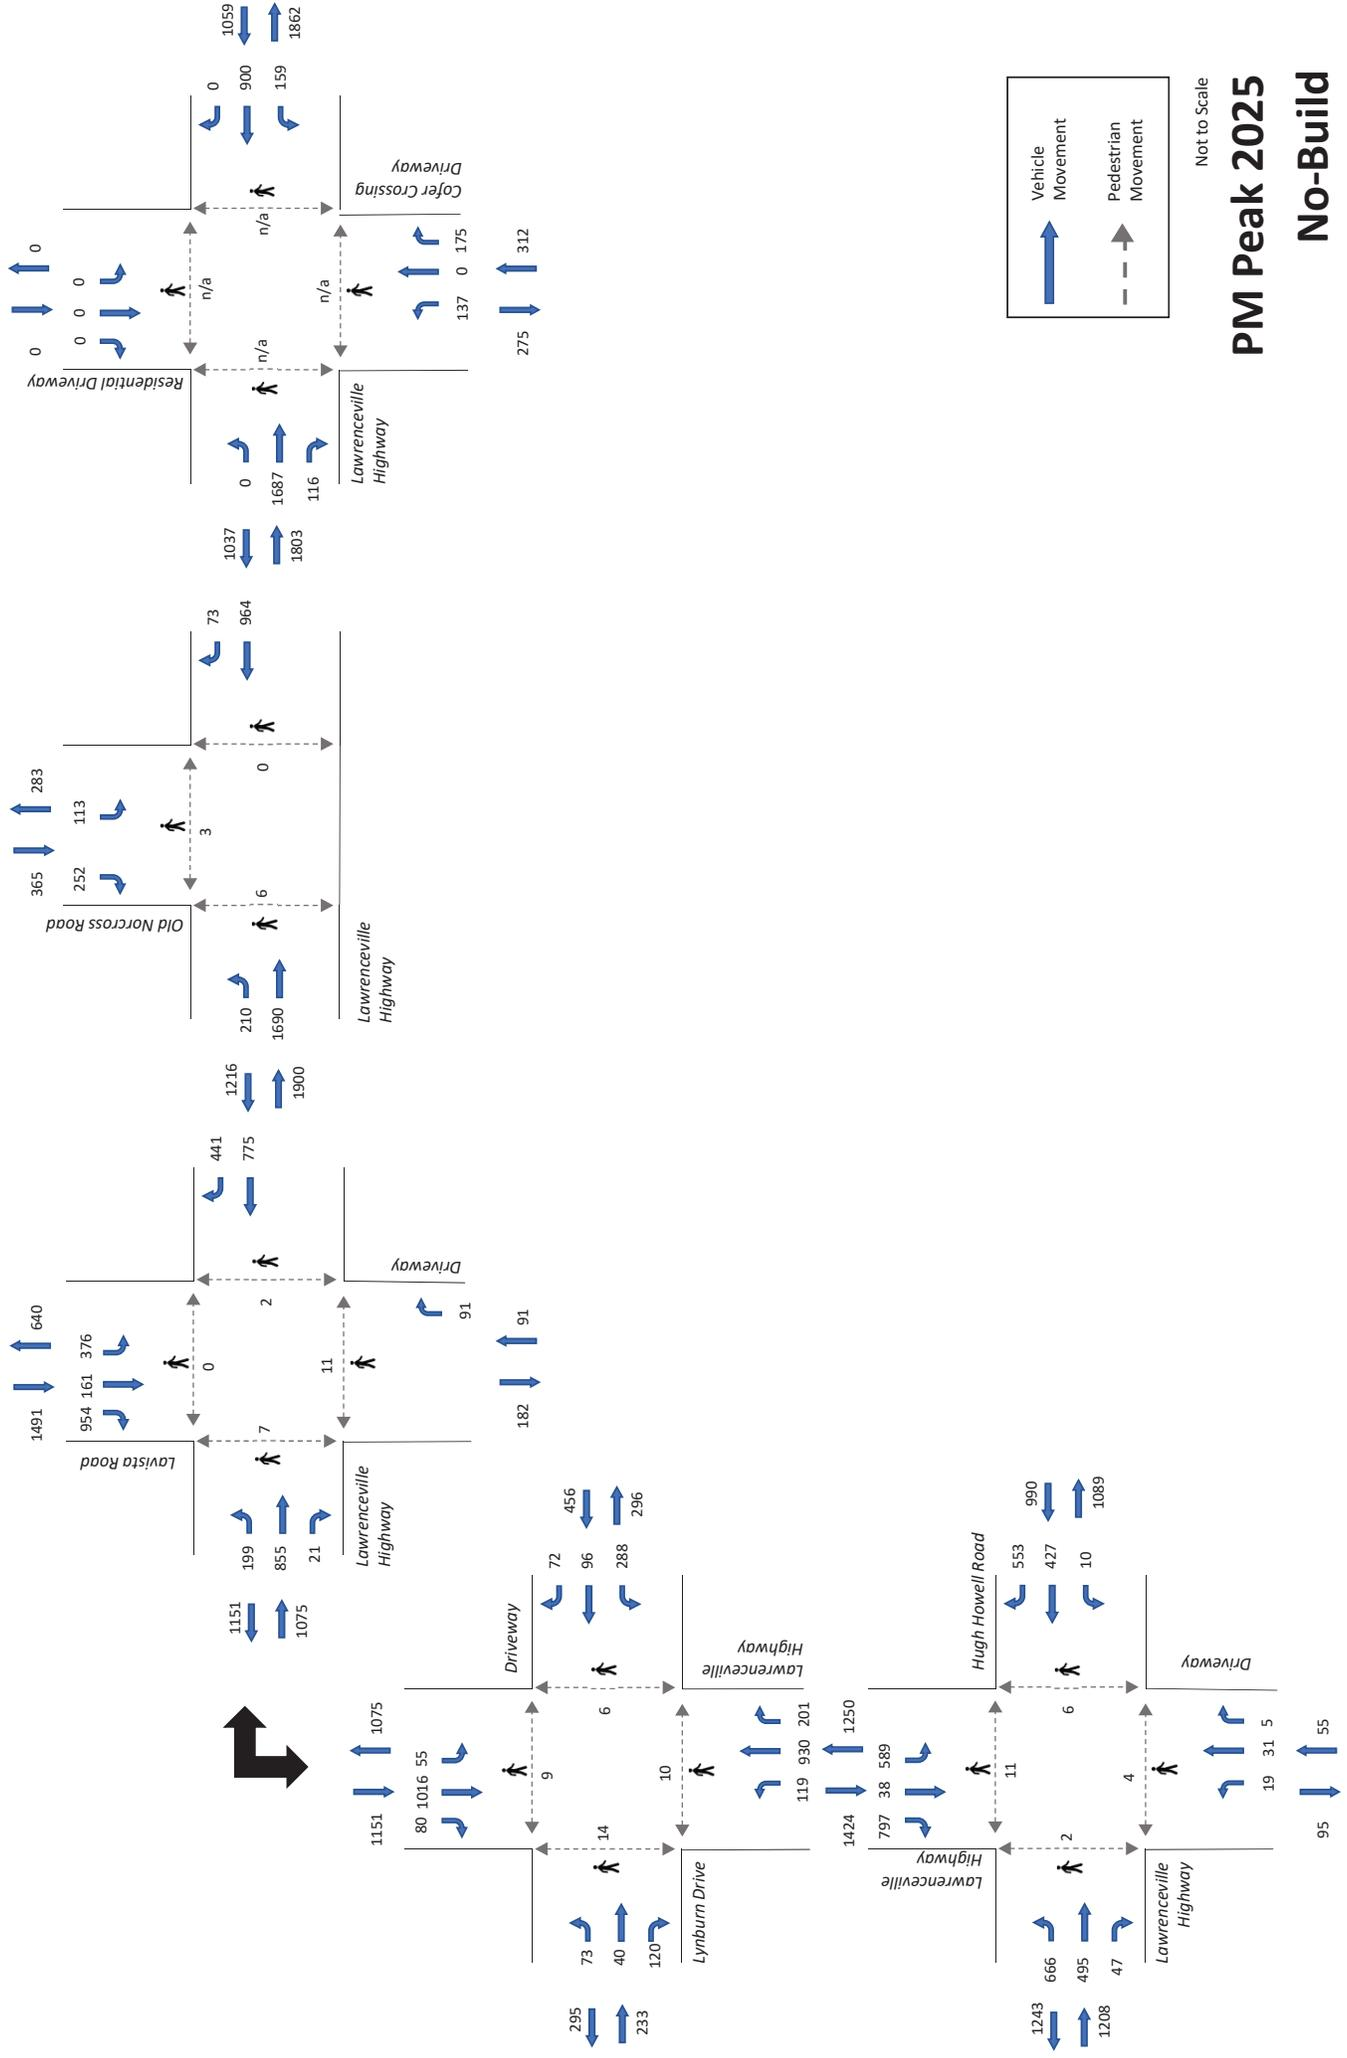 1059
1862
0
900
159
0
0
0
0
0
Residential Driveway
n/a
n/a
n/a
n/a
Cofer Crossing
Driveway
137
0
175
275
312
0
1687
116
Lawrenceville
Highway
1037
1803
73
964
365
283
252
113
Old Norcross Road
3
0
6
210
1690
Lawrenceville
Highway
1216
1900
441
775
1491
640
954
161
376
Lavista Road
0
2
11
7
Driveway
91
182
91
199
855
21
Lawrenceville
Highway
1151
1075
1151
1075
80
1016
55
Driveway
456
296
72
96
288
9
6
10
14
Lawrenceville
Highway
119
930
201
73
40
120
Lynburn Drive
295
233
1424
1250
797
38
589
Lawrenceville
Highway
Hugh Howell Road
990
1089
553
427
10
11
6
4
2
Driveway
19
31
5
95
55
666
495
47
Lawrenceville
Highway
1243
1208
Vehicle
Movement
Pedestrian
Movement
Not to Scale
PM Peak 2025
No-Build